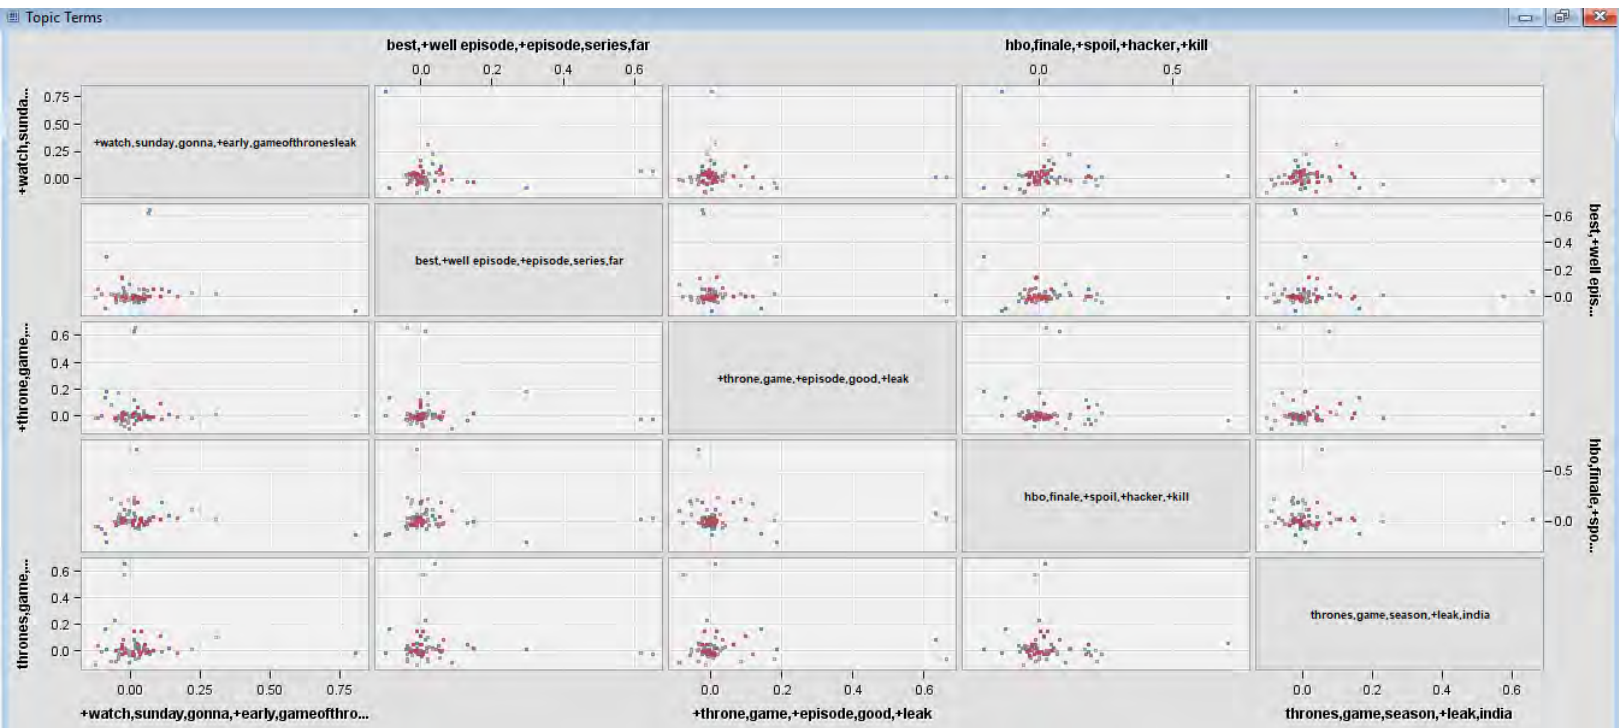 Topic Terms
best,+well episode,+episode,series,far
hbo,finale,+spoil,+hacker,+kill
0.0 0.2 0.4 0.6
0.0 0.5
+watch,sunda...
0.75
0.50
0.25
0.00
+watch,sunday,gonna,+early,gameofthronesleak
best,+well episode,+episode,series,far
0.6
0.4
0.2
0.0
best,+well epis...
+throne,game,...
0.6
0.4
0.2
0.0
+throne,game,+episode,good,+leak
hbo,finale,+spoil,+hacker,+kill
0.5
0.0
hbo,finale,+spo...
thrones,game,...
0.6
0.4
0.2
0.0
thrones,game,season,+leak,india
0.00 0.25 0.50 0.75
0.0 0.2 0.4 0.6
0.0 0.2 0.4 0.6
+watch,sunday,gonna,+early,gameofthro...
+throne,game,+episode,good,+leak
thrones,game,season,+leak,india